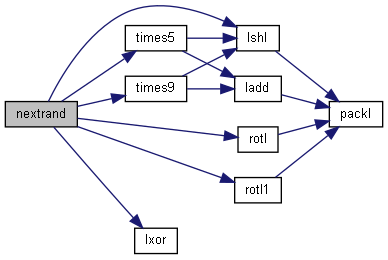 nextrand
times5
times9
lshl
ladd
rotl
rotl1
lxor
packl